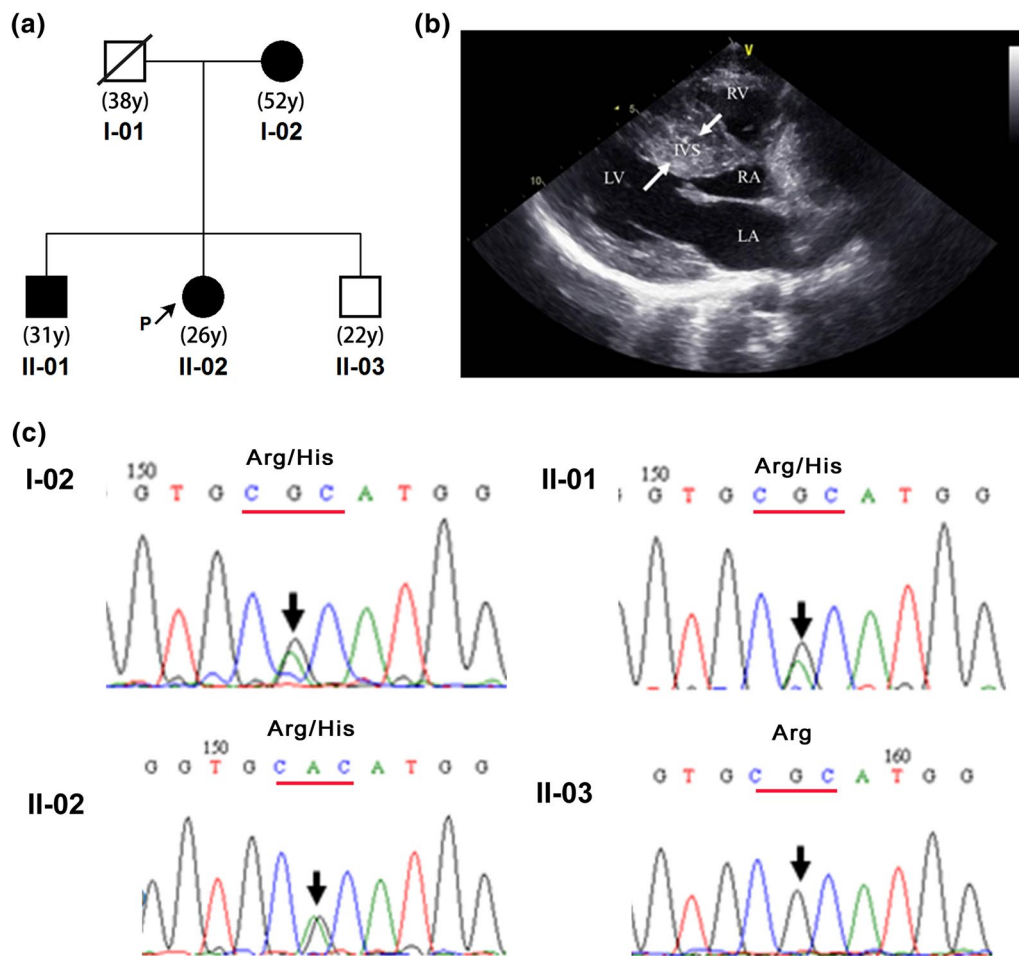 (a)
(38y)
I-01
(52y)
I-02
P
(31y)
II-01
(26y)
II-02
(22y)
II-03
(b)
V
5
10
RV
IVS
LV
RA
LA
(c)
I-02
Arg/His
150
G T G C G C A T G G
II-01
Arg/His
150
G G T G C G C A T G G
II-02
Arg/His
150
G G T G C A C A T G G
II-03
Arg
160
G T G C G C A T G G